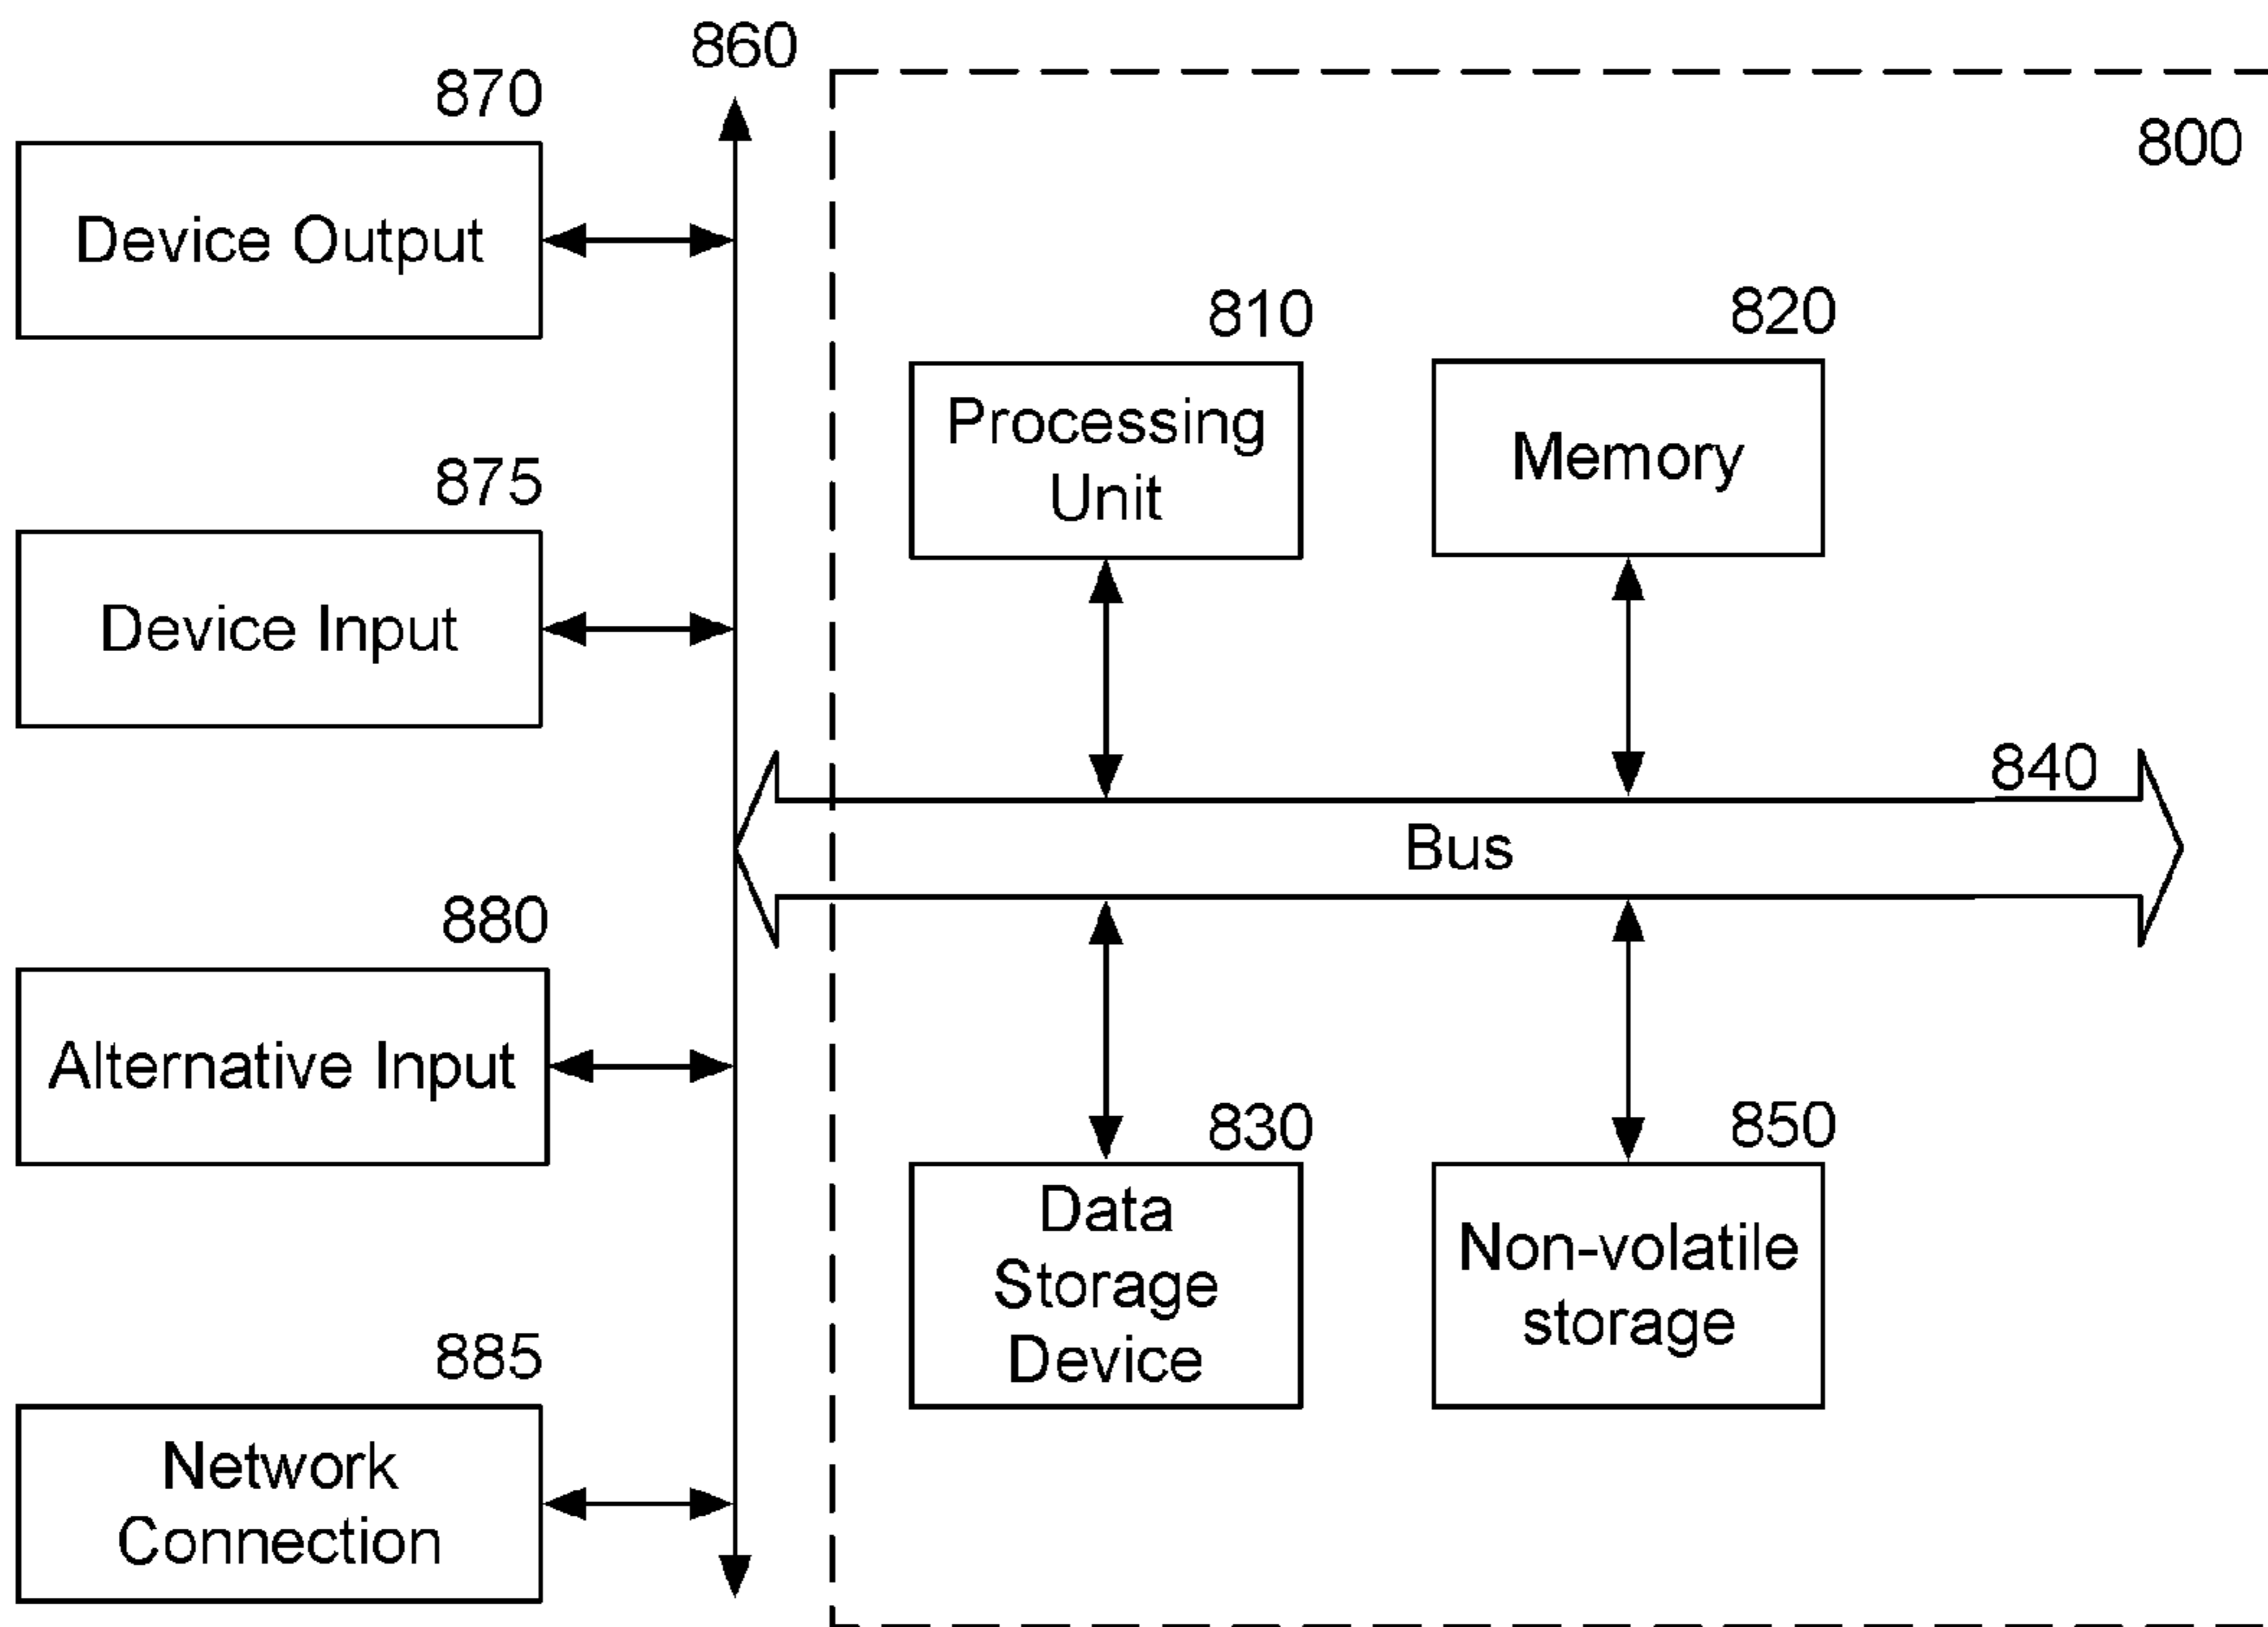 860
870
800
Device Output
810
820
Processing
Unit
Memory
875
Device Input
840
Bus
880
Alternative Input
830
850
Data
Storage
Device
Non-volatile
storage
885
Network
Connection